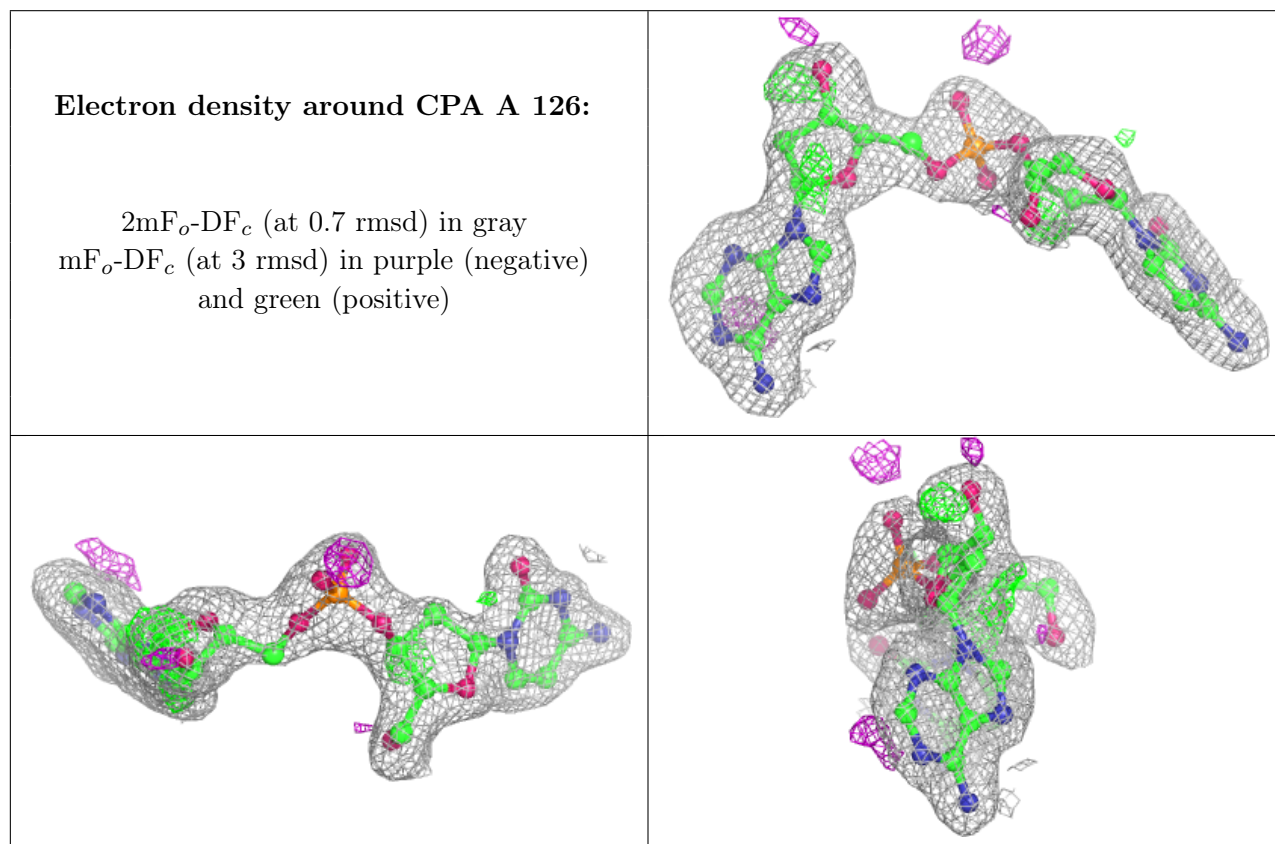 Electron density around CPA A 126:
2mFo-DFc (at 0.7 rmsd) in gray
mFo-DFc (at 3 rmsd) in purple (negative)
and green (positive)